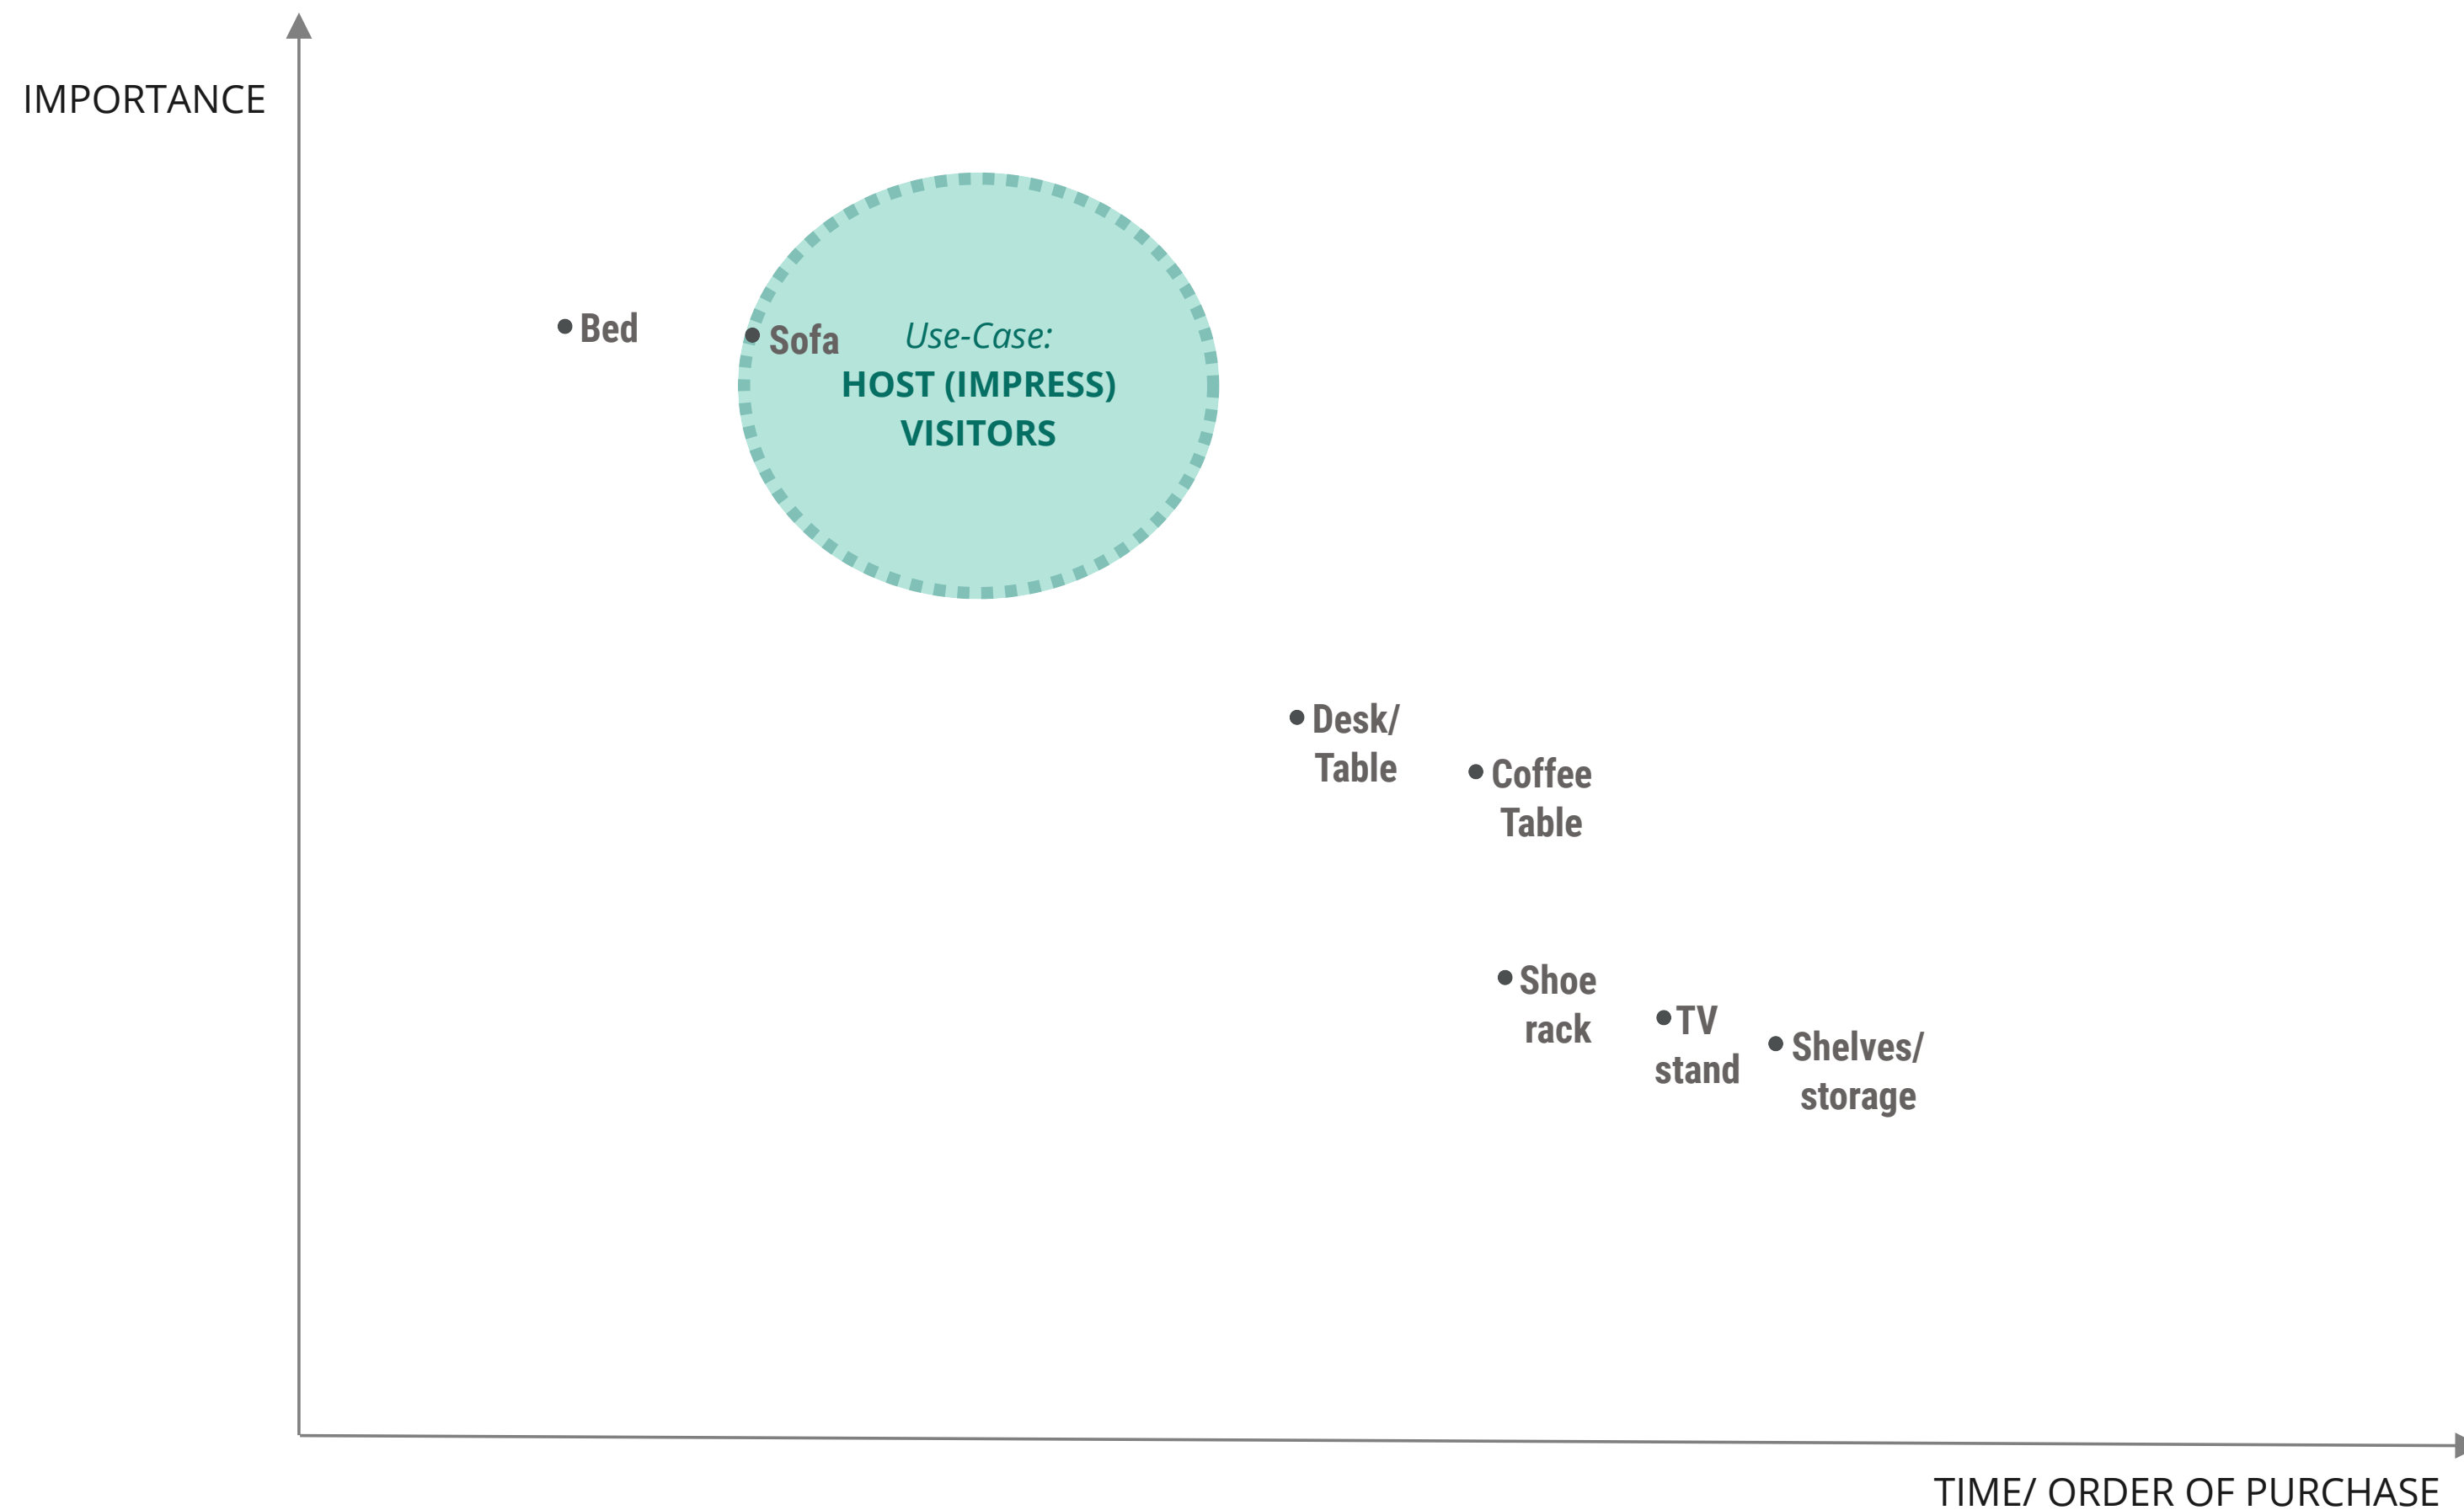 IMPORTANCE
Bed
Sofa
Use-Case:
HOST (IMPRESS)
VISITORS
Desk/
Table
Coffee
Table
Shoe
rack
TV
stand
Shelves/
storage
TIME/ ORDER OF PURCHASE